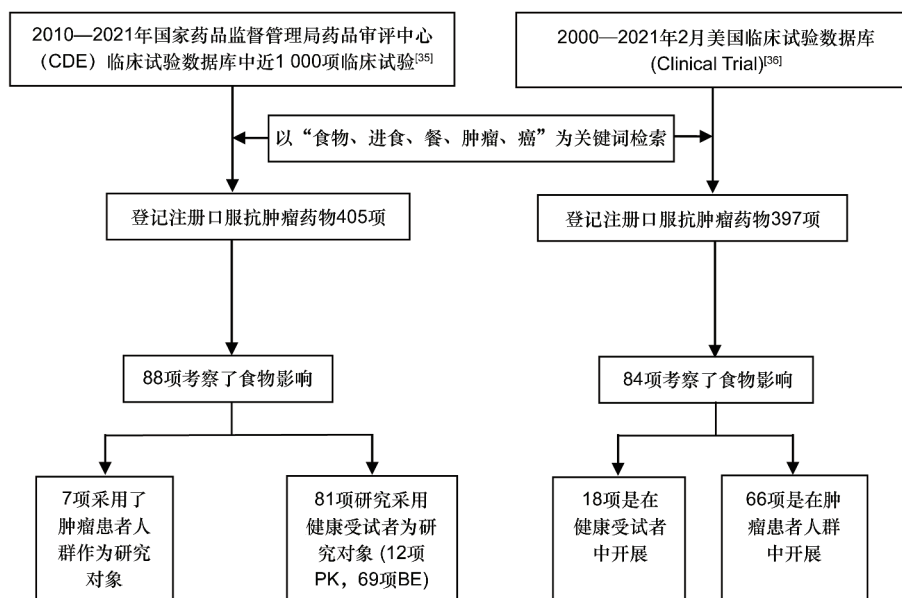 2010—2021年国家药品监督管理局药品审评中心
（CDE）临床试验数据库中近1 000项临床试验[35]
2000—2021年2月美国临床试验数据库
(Clinical Trial)[36]
以“食物、进食、餐、肿瘤、癌”为关键词检索
登记注册口服抗肿瘤药物405项
登记注册口服抗肿瘤药物397项
88项考察了食物影响
84项考察了食物影响
7项采用了
肿瘤患者人
群作为研究
对象
81项研究采用
健康受试者为研
究对象 (12项
PK，69项BE)
18项是在
健康受试者
中开展
66项是在肿
瘤患者人群
中开展